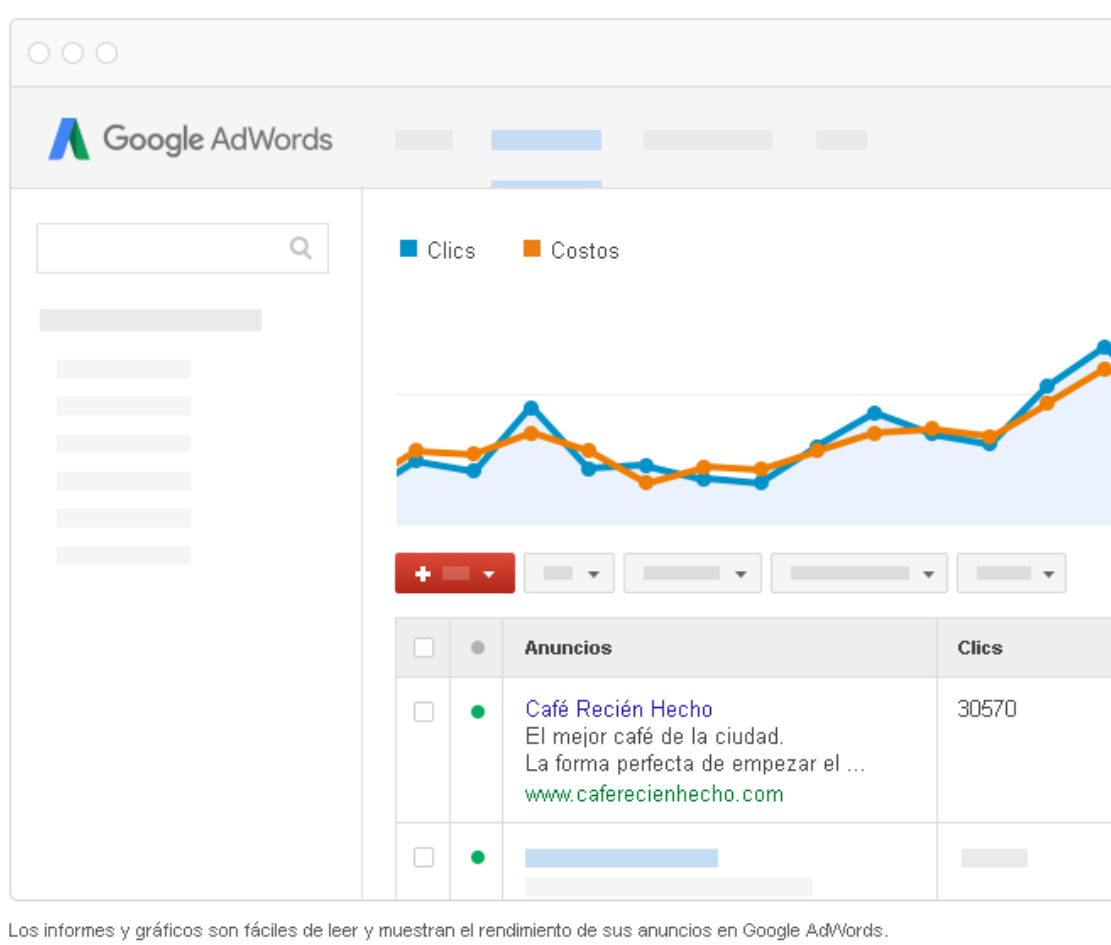 Google AdWords
Clics
Costos
Anuncios
Clics
Café Recién Hecho
30570
El mejor café de la ciudad.
La forma perfecta de empezar el ...
www.caferecienhecho.com
Los informes y gráficos son fáciles de leer y muestran el rendimiento de sus anuncios en Google AdWords.